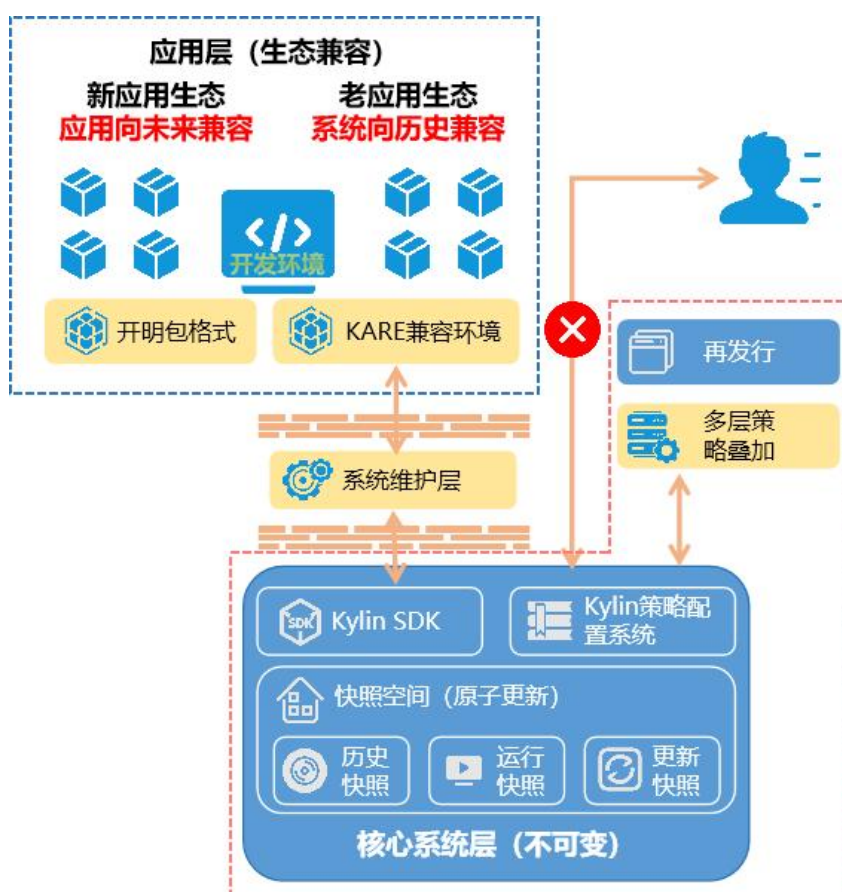 应用层（生态兼容）
新应用生态
应用向未来兼容
老应用生态
系统向历史兼容
</>
开发环境
开明包格式
KARE兼容环境
再发行
多层策
略叠加
系统维护层
SDK
Kylin SDK
Kylin策略配
置系统
快照空间（原子更新）
历史
快照
运行
快照
更新
快照
核心系统层（不可变）